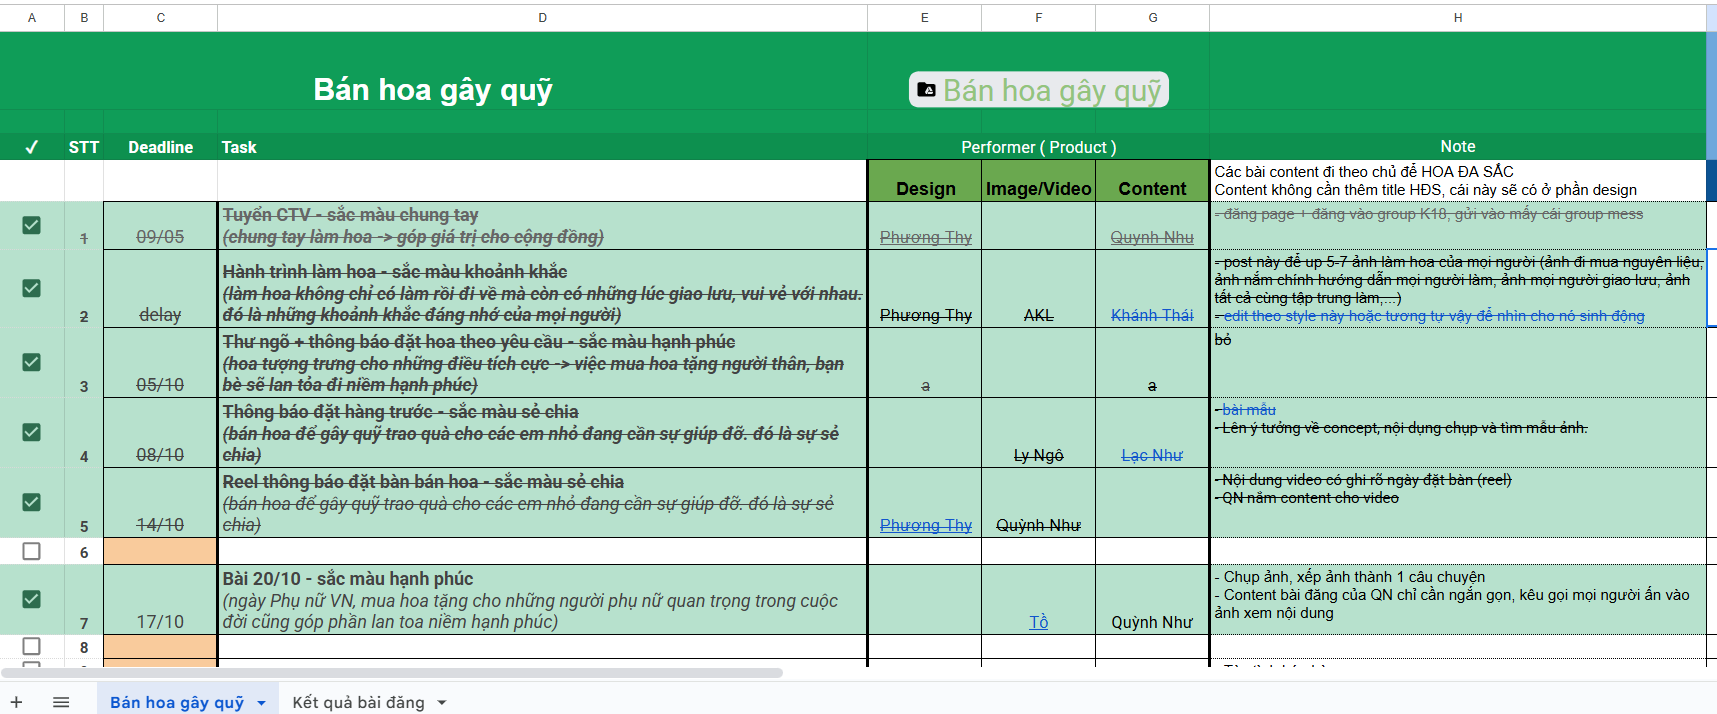 A B C D E F G H
Bán hoa gây quỹ
Bán hoa gây quỹ
✓ STT Deadline Task Performer ( Product ) Note
Design Image/Video Content
Các bài content đi theo chủ để HOA ĐA SẮC
Content không cần thêm title HĐS, cái này sẽ có ở phần design
1 09/05
Tuyển CTV - sắc màu chung tay
(chung tay làm hoa -> góp giá trị cho cộng đồng)
Phương Thy Quynh Nhu
- đăng page + đăng vào group K18, gửi vào mấy cái group mess
2 delay
Hành trình làm hoa - sắc màu khoảnh khắc
(làm hoa không chỉ có làm rồi đi về mà còn có những lúc giao lưu, vui vẻ với nhau.
đó là những khoảnh khắc đáng nhớ của mọi người)
Phương Thy AKL Khánh Thái
- post này để up 5-7 ảnh làm hoa của mọi người (ảnh đi mua nguyên liệu,
ảnh nắm chính hướng dẫn mọi người làm, ảnh mọi người giao lưu, ảnh
tất cả cùng tập trung làm,...)
- edit theo style này hoặc tương tự vậy để nhìn cho nó sinh động
3 05/10
Thư ngõ + thông báo đặt hoa theo yêu cầu - sắc màu hạnh phúc
(hoa tượng trưng cho những điều tích cực -> việc mua hoa tặng người thân, bạn
bè sẽ lan tỏa đi niềm hạnh phúc)
a a
bỏ
4 08/10
Thông báo đặt hàng trước - sắc màu sẻ chia
(bán hoa để gây quỹ trao quà cho các em nhỏ đang cần sự giúp đỡ. đó là sự sẻ
chia)
Ly Ngô Lạc Như
- bài mẫu
- Lên ý tưởng về concept, nội dụng chụp và tìm mẫu ảnh.
5 14/10
Reel thông báo đặt bàn bán hoa - sắc màu sẻ chia
(bán hoa để gây quỹ trao quà cho các em nhỏ đang cần sự giúp đỡ. đó là sự sẻ
chia)
Phương Thy Quỳnh Như
- Nội dung video có ghi rõ ngày đặt bàn (reel)
- QN nắm content cho video
6
7 17/10
Bài 20/10 - sắc màu hạnh phúc
(ngày Phụ nữ VN, mua hoa tặng cho những người phụ nữ quan trọng trong cuộc
đời cũng góp phần lan toa niềm hạnh phúc)
Tồ Quỳnh Như
- Chụp ảnh, xếp ảnh thành 1 câu chuyện
- Content bài đăng của QN chỉ cần ngắn gọn, kêu gọi mọi người ấn vào
ảnh xem nội dung
8
Bán hoa gây quỹ Kết quả bài đăng